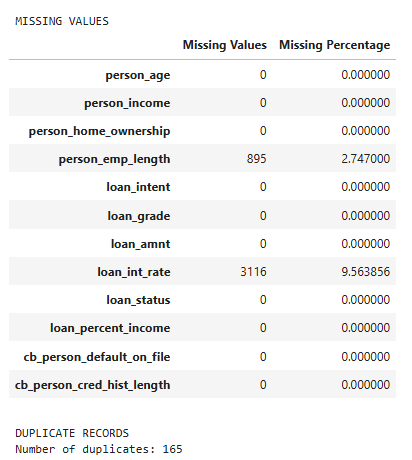 MISSING VALUES
Missing Values Missing Percentage
person_age 0 0.000000
person_income 0 0.000000
person_home_ownership 0 0.000000
person_emp_length 895 2.747000
loan_intent 0 0.000000
loan_grade 0 0.000000
loan_amnt 0 0.000000
loan_int_rate 3116 9.563856
loan_status 0 0.000000
loan_percent_income 0 0.000000
cb_person_default_on_file 0 0.000000
cb_person_cred_hist_length 0 0.000000
DUPLICATE RECORDS
Number of duplicates: 165